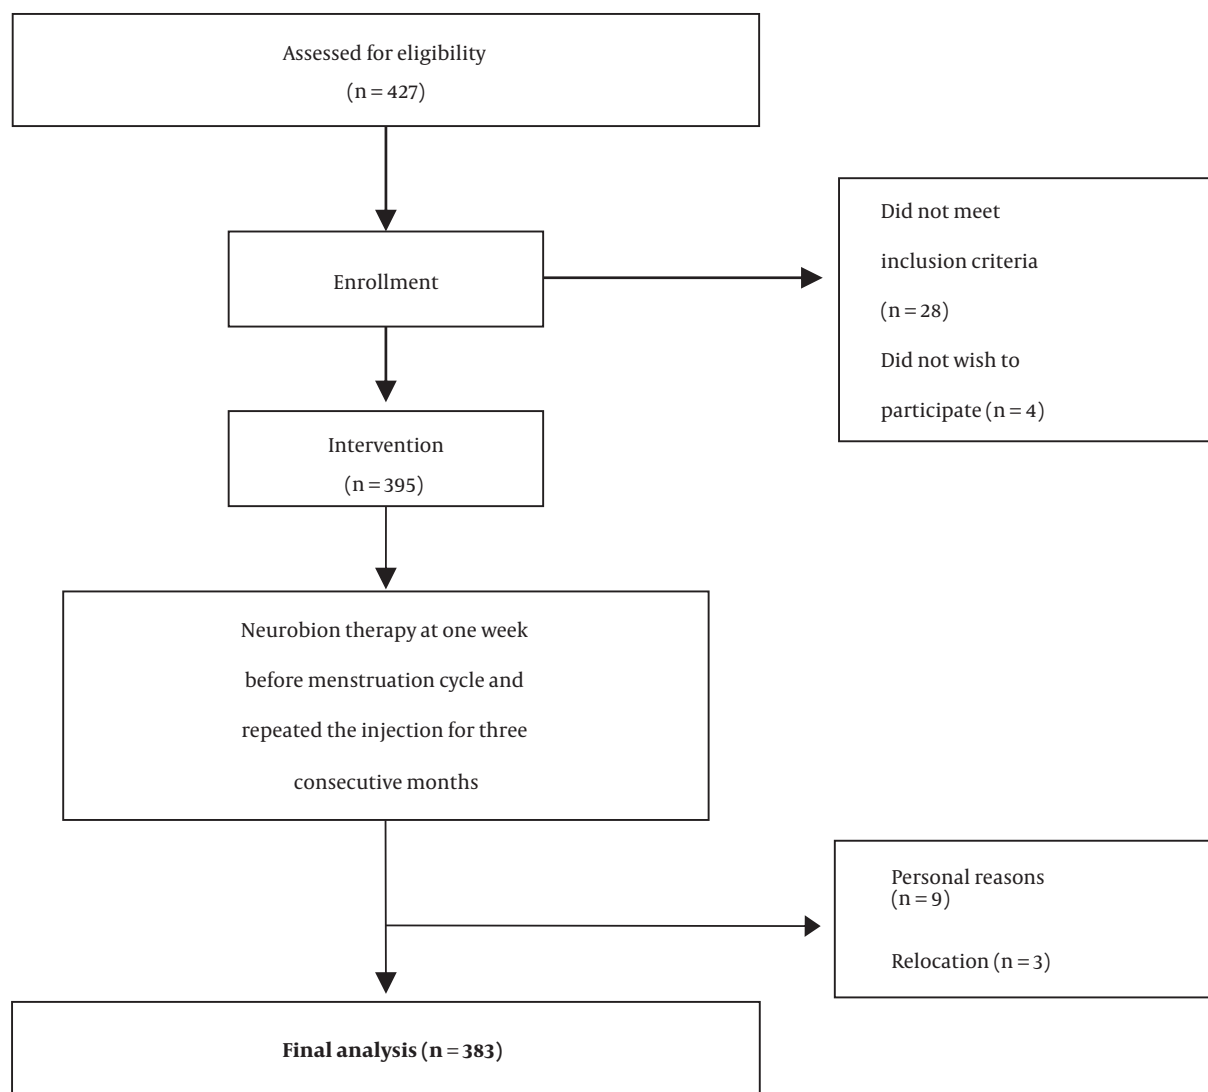 Assessed for eligibility
(n = 427)
Enrollment
Did not meet
inclusion criteria
(n = 28)
Did not wish to
participate (n = 4)
Intervention
(n = 395)
Neurobion therapy at one week
before menstruation cycle and
repeated the injection for three
consecutive months
Personal reasons
(n = 9)
Relocation (n = 3)
Final analysis (n = 383)